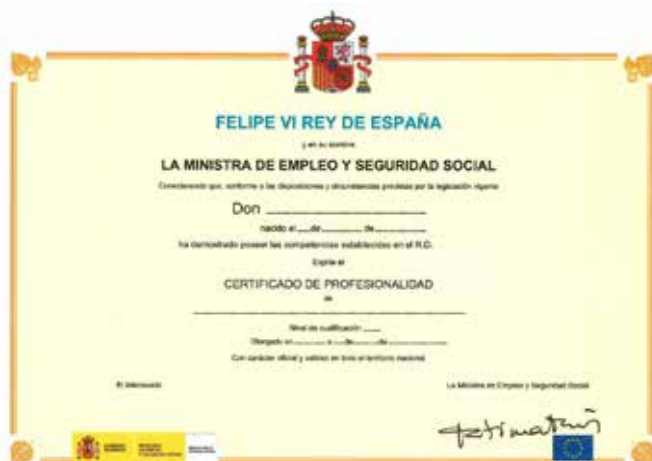 FELIPE VI REY DE ESPAÑA
y en su nombre
LA MINISTRA DE EMPLEO Y SEGURIDAD SOCIAL
Considerando que, conforme a las disposiciones y circunstancias previstas por la legislación vigente
Don
nacido el de de
ha demostrado poseer las competencias establecidas en el R.D.
Expide el
CERTIFICADO DE PROFESIONALIDAD
de
Nivel de cualificación
Otorgado en a de de
Con carácter oficial y validez en todo el territorio nacional
El interesado La Ministra de Empleo y Seguridad Social